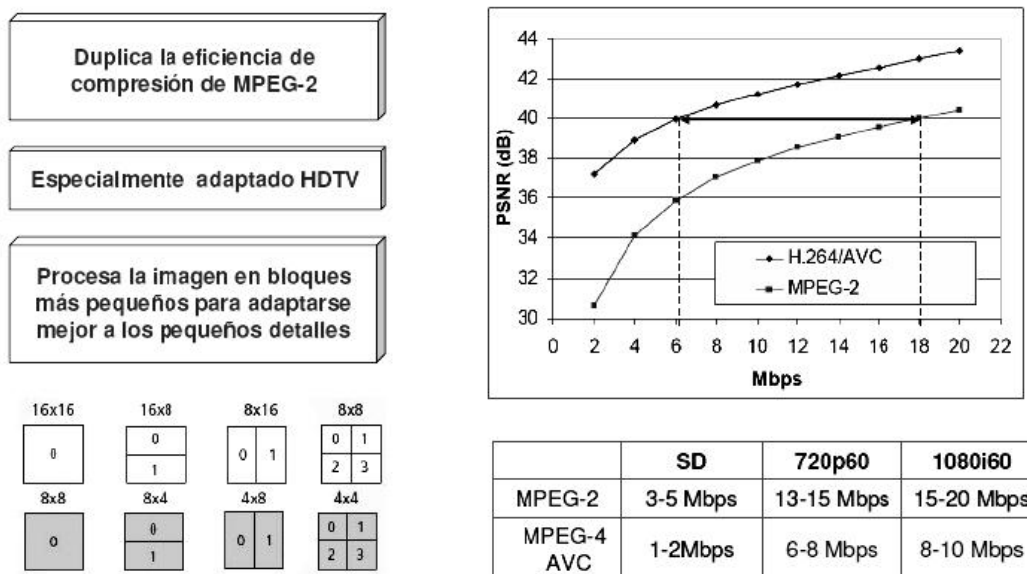 Duplica la eficiencia de
compresión de MPEG-2
Especialmente adaptado HDTV
Procesa la imagen en bloques
más pequeños para adaptarse
mejor a los pequeños detalles
16x16 16x8 8x16 8x8
0 0 1 0 1 0 1 2 3
8x8 8x4 4x8 4x4
0 0 1 0 1 0 1 2 3
PSNR (dB)
44
42
40
38
36
34
32
30
H.264/AVC
MPEG-2
0 2 4 6 8 10 12 14 16 18 20 22
Mbps
SD 720p60 1080i60
MPEG-2 3-5 Mbps 13-15 Mbps 15-20 Mbps
MPEG-4
AVC 1-2Mbps 6-8 Mbps 8-10 Mbps